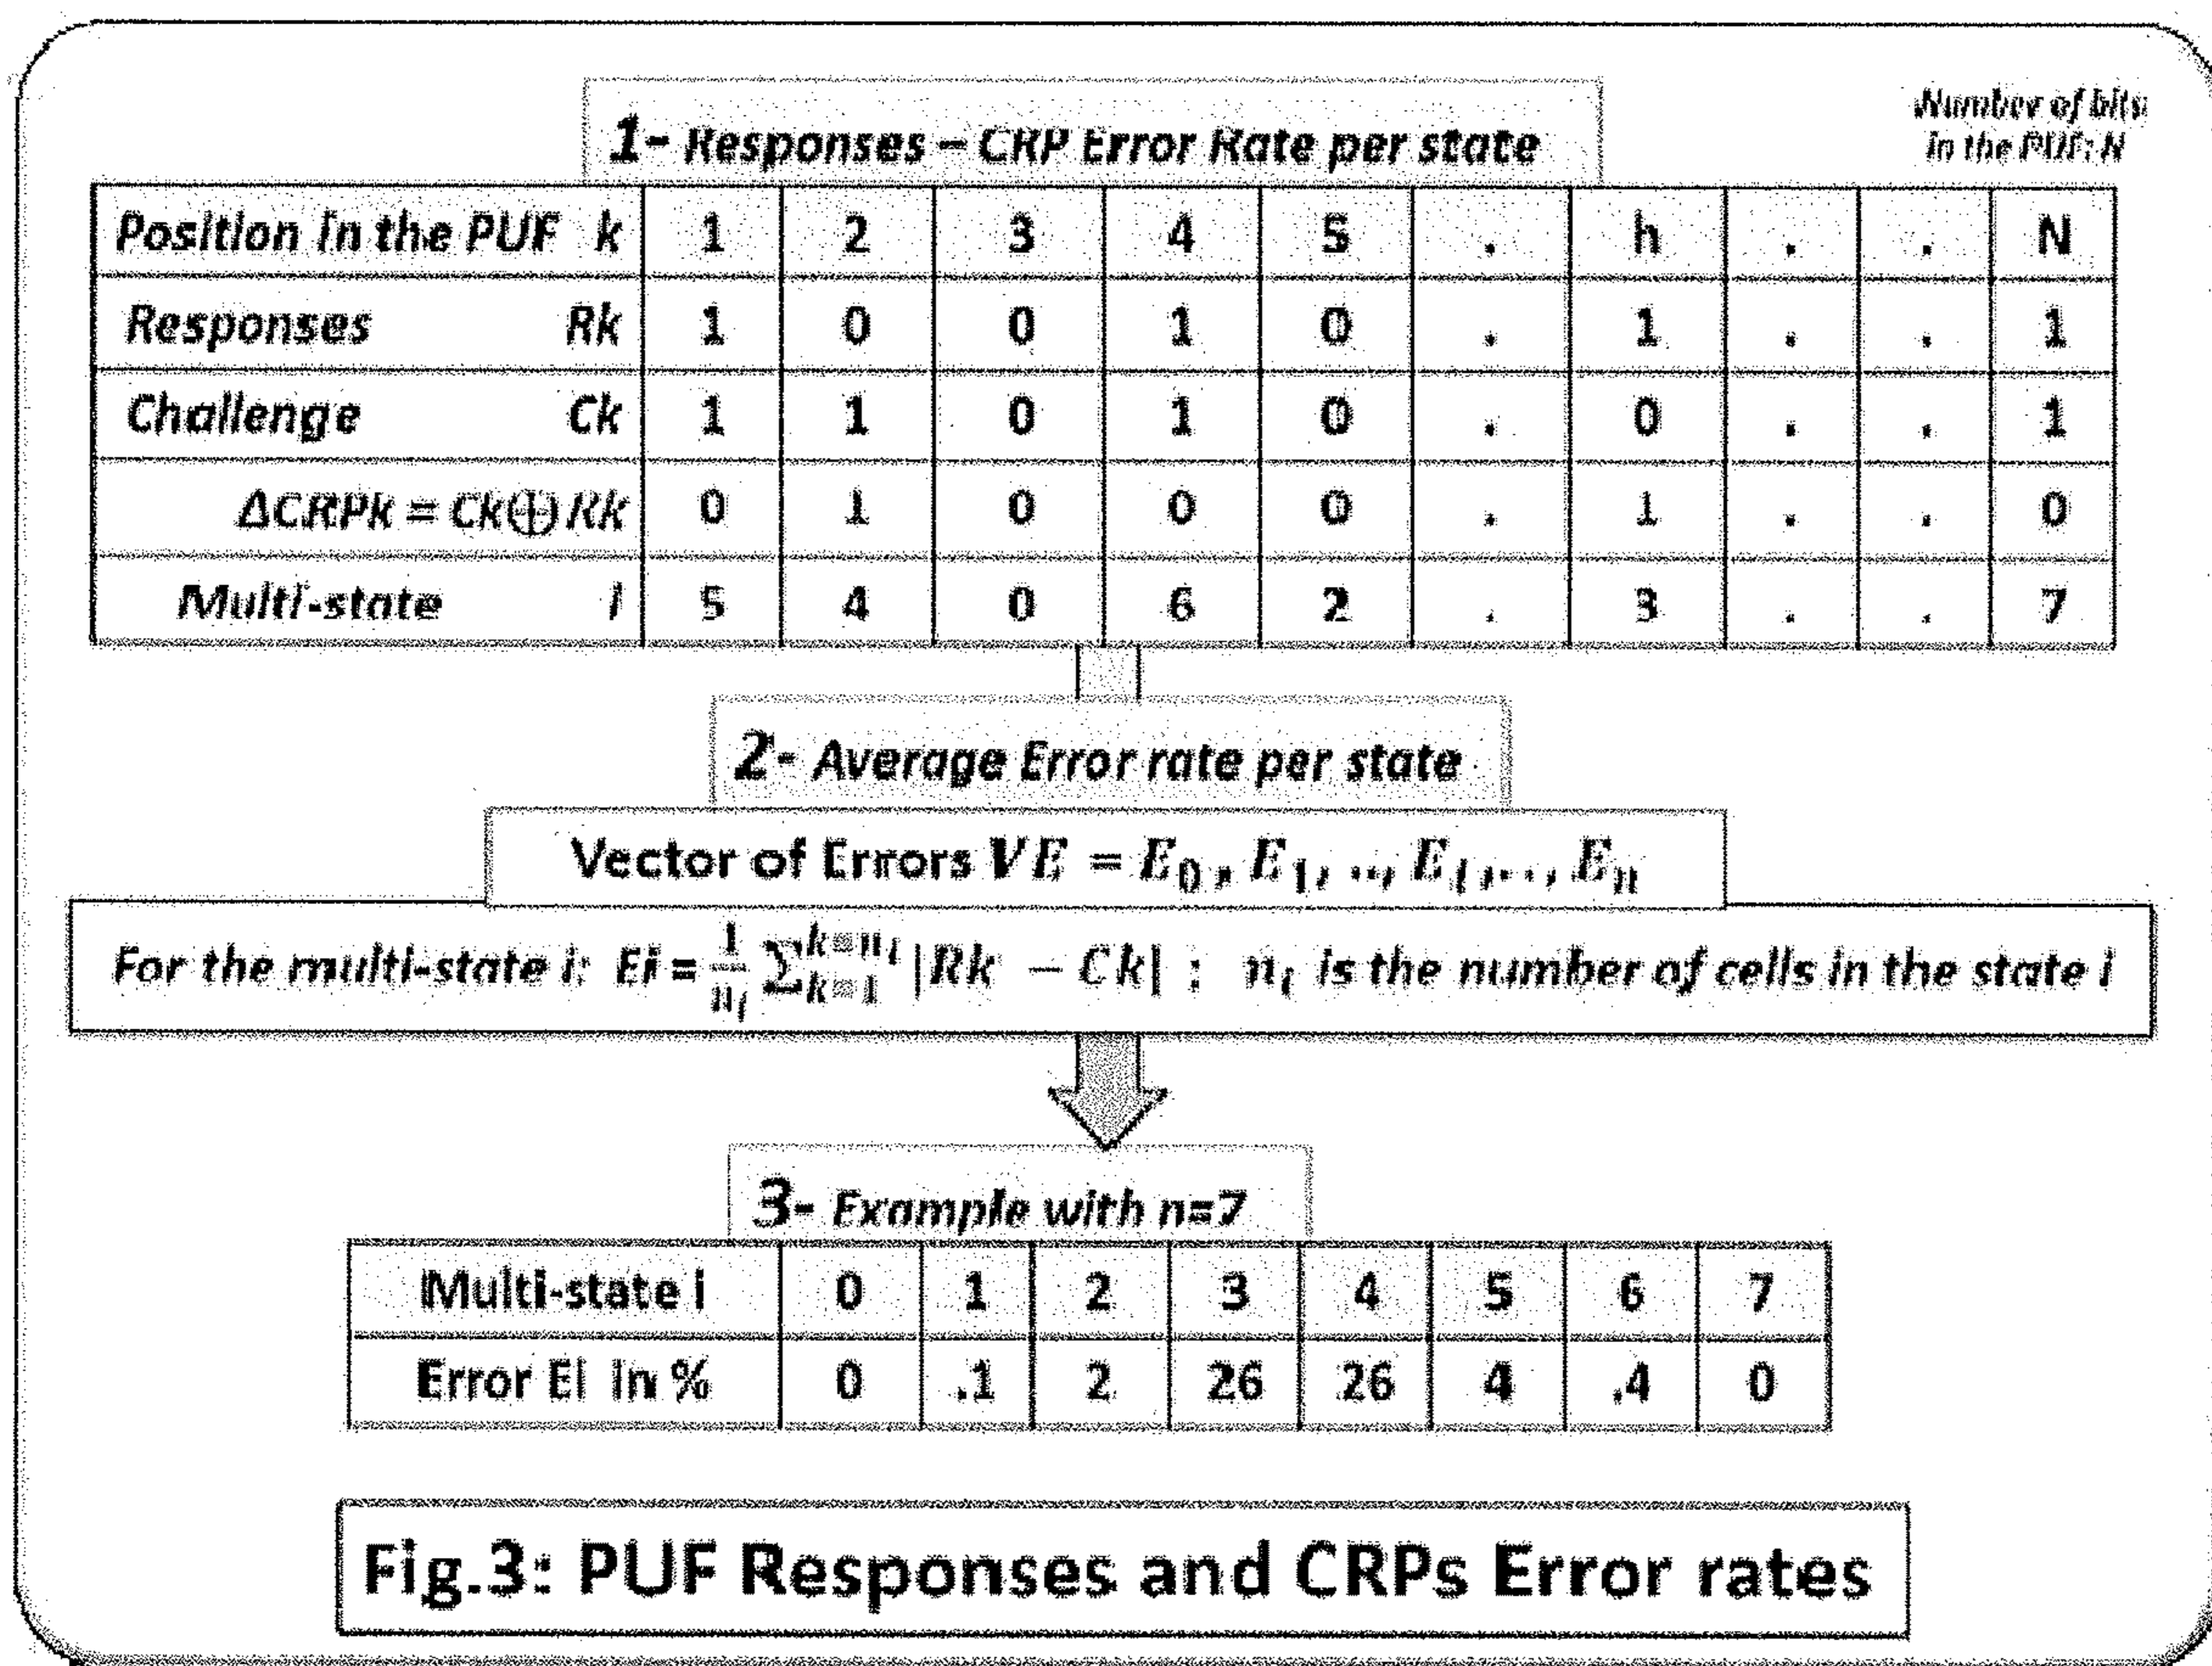 1- Responses – CRP Error Rate per state
Number of bits
in the PUF: N
Position in the PUF k 1 2 3 4 5 . h . . N
Responses Rk 1 0 0 1 0 . 1 . . 1
Challenge Ck 1 1 0 1 0 . 0 . . 1
ΔCRPk = Ck⊕Rk 0 1 0 0 0 . 1 . . 0
Multi-state i 5 4 0 6 2 . 3 . . 7
2- Average Error rate per state
Vector of Errors VE = E₀, E₁, .., Eᵢ,.., Eₙ
For the multi-state i: Ei = 1/nᵢ ∑_{k=1}^{k=nᵢ} |Rk − Ck| ; nᵢ is the number of cells in the state i
3- Example with n=7
Multi-state i 0 1 2 3 4 5 6 7
Error Ei in % 0 .1 2 26 26 4 .4 0
Fig.3: PUF Responses and CRPs Error rates